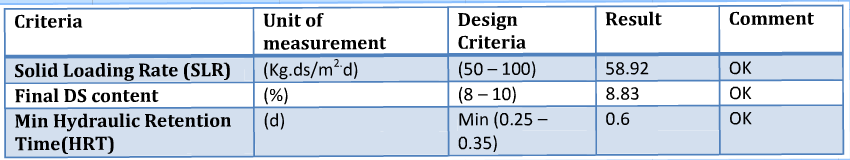 Criteria Unit of measurement Design Criteria Result Comment
Solid Loading Rate (SLR) (Kg.ds/m².d) (50 – 100) 58.92 OK
Final DS content (%) (8 – 10) 8.83 OK
Min Hydraulic Retention Time(HRT) (d) Min (0.25 – 0.35) 0.6 OK